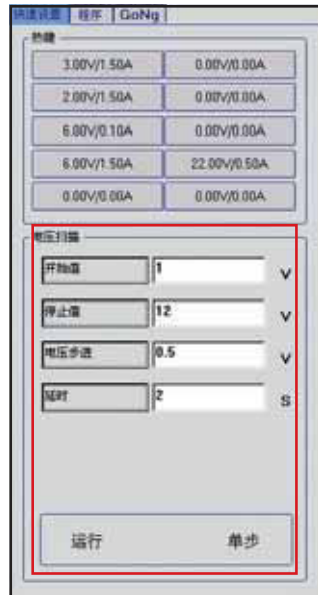 快速设置 程序 GoNg
热键
3.00V/1.50A 0.00V/0.00A
2.00V/1.50A 0.00V/0.00A
6.00V/0.10A 0.00V/0.00A
6.00V/1.50A 22.00V/0.50A
0.00V/0.00A 0.00V/0.00A
电压扫描
开始值 1 V
停止值 12 V
电压步进 0.5 V
延时 2 S
运行 单步